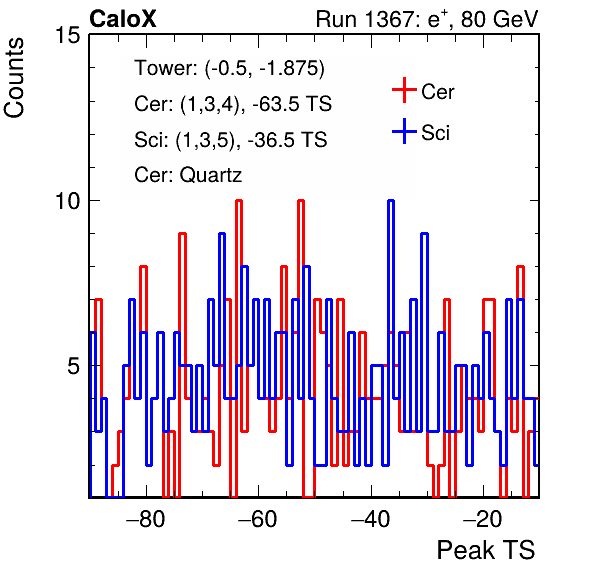 CaloX Run 1367: e⁺, 80 GeV
Counts
15
Tower: (-0.5, -1.875)
Cer: (1,3,4), -63.5 TS
Sci: (1,3,5), -36.5 TS
Cer: Quartz
Cer
Sci
10
5
−80 −60 −40 −20
Peak TS